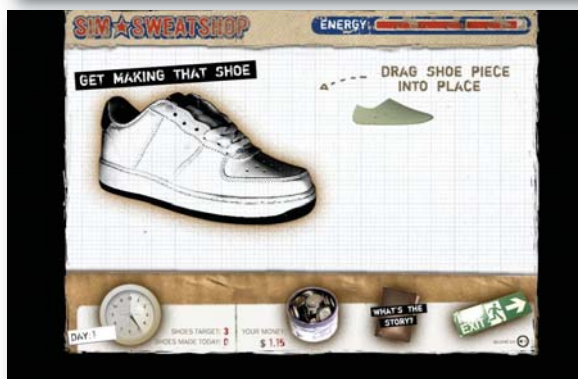 SIM★SWEATSHOP
ENERGY
GET MAKING THAT SHOE
DRAG SHOE PIECE
INTO PLACE
DAY:1
SHOES TARGET: 3
SHOES MADE TODAY: 0
YOUR MONEY:
$ 1.15
WHAT'S THE
STORY?
EXIT